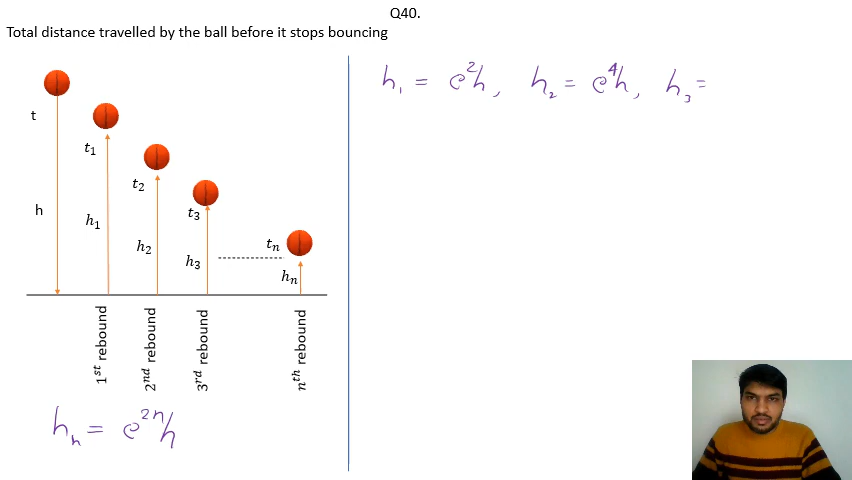 Q40.
Total distance travelled by the ball before it stops bouncing
h₁ = e²h, h₂ = e⁴h, h₃ =
t
t₁
t₂
t₃
tₙ
h
h₁
h₂
h₃
hₙ
1ˢᵗ rebound
2ⁿᵈ rebound
3ʳᵈ rebound
nᵗʰ rebound
hₙ = e²ⁿh